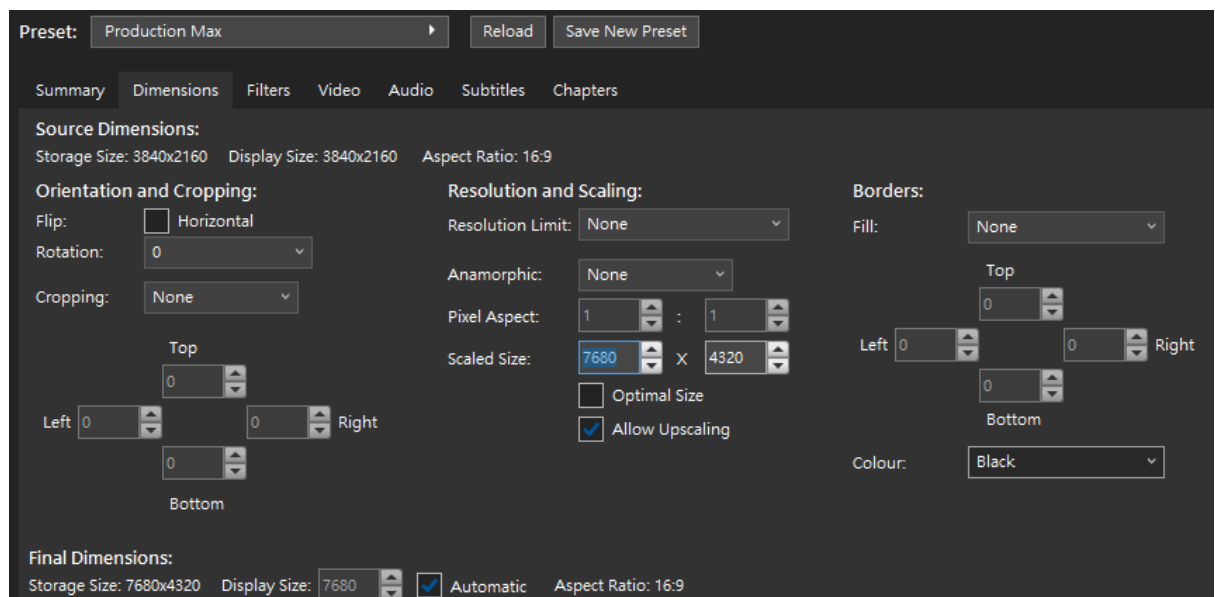 Preset: Production Max Reload Save New Preset
Summary Dimensions Filters Video Audio Subtitles Chapters
Source Dimensions:
Storage Size: 3840x2160 Display Size: 3840x2160 Aspect Ratio: 16:9
Orientation and Cropping:
Flip: Horizontal
Rotation: 0
Cropping: None
Top
0
Left 0 0 Right
0
Bottom
Resolution and Scaling:
Resolution Limit: None
Anamorphic: None
Pixel Aspect: 1 : 1
Scaled Size: 7680 X 4320
Optimal Size
Allow Upscaling
Borders:
Fill: None
Top
0
Left 0 0 Right
0
Bottom
Colour: Black
Final Dimensions:
Storage Size: 7680x4320 Display Size: 7680 Automatic Aspect Ratio: 16:9